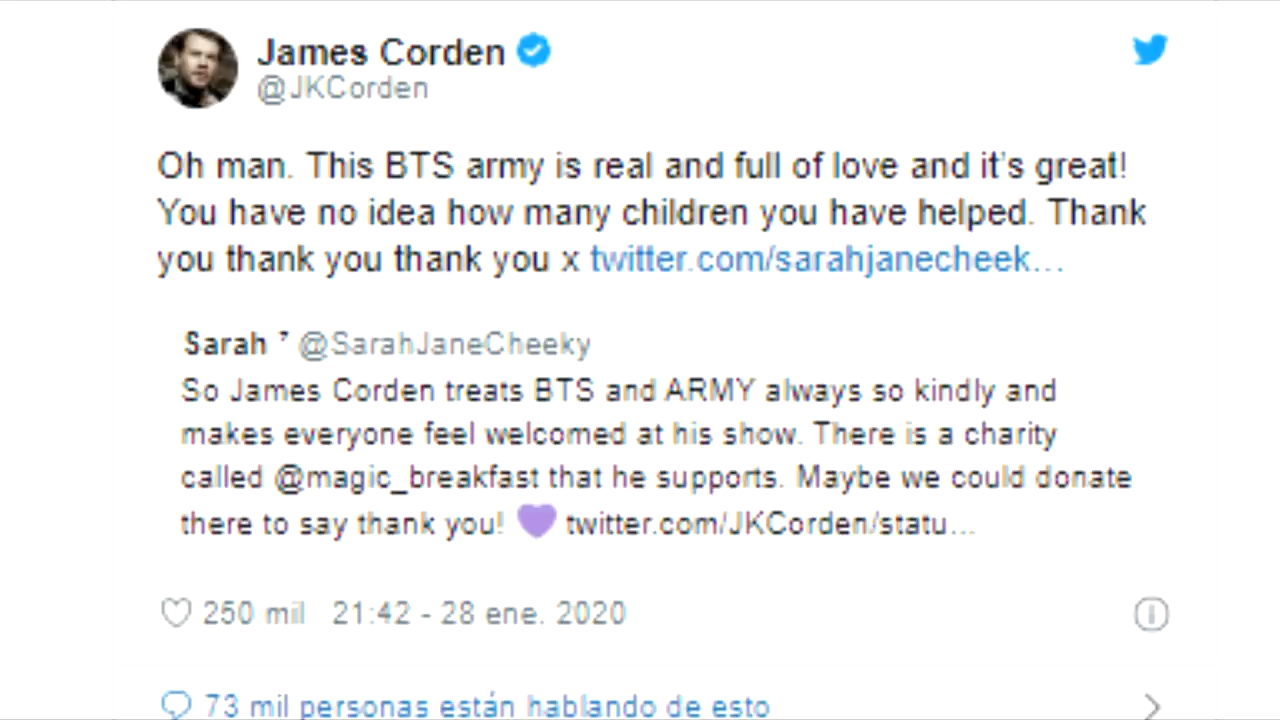 James Corden
@JKCorden
Oh man. This BTS army is real and full of love and it's great!
You have no idea how many children you have helped. Thank
you thank you thank you x twitter.com/sarahjanecheek…
Sarah ⁷ @SarahJaneCheeky
So James Corden treats BTS and ARMY always so kindly and
makes everyone feel welcomed at his show. There is a charity
called @magic_breakfast that he supports. Maybe we could donate
there to say thank you! 💜 twitter.com/JKCorden/statu…
250 mil 21:42 - 28 ene. 2020
73 mil personas están hablando de esto